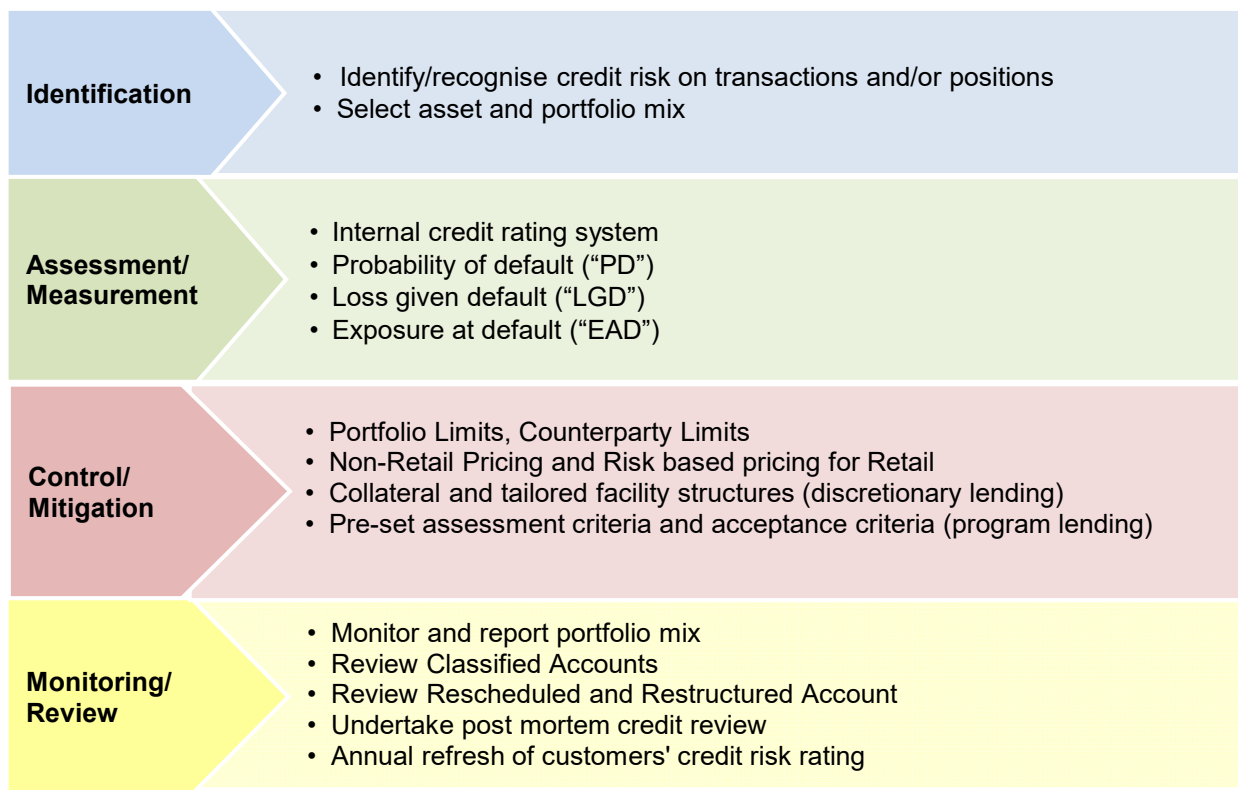 Identification
• Identify/recognise credit risk on transactions and/or positions
• Select asset and portfolio mix
Assessment/
Measurement
• Internal credit rating system
• Probability of default (“PD”)
• Loss given default (“LGD”)
• Exposure at default (“EAD”)
Control/
Mitigation
• Portfolio Limits, Counterparty Limits
• Non-Retail Pricing and Risk based pricing for Retail
• Collateral and tailored facility structures (discretionary lending)
• Pre-set assessment criteria and acceptance criteria (program lending)
Monitoring/
Review
• Monitor and report portfolio mix
• Review Classified Accounts
• Review Rescheduled and Restructured Account
• Undertake post mortem credit review
• Annual refresh of customers' credit risk rating